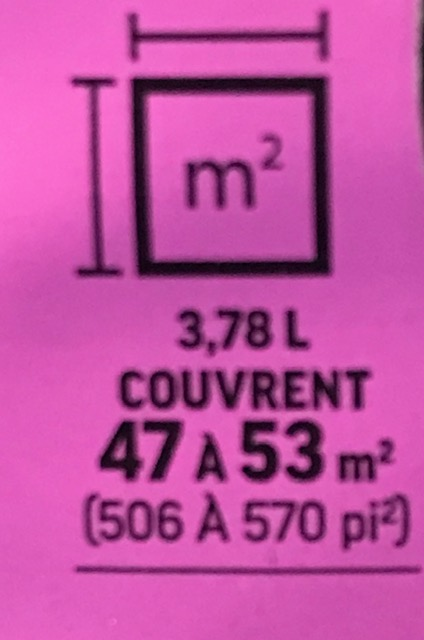 m²
3,78 L
COUVRENT
47 À 53 m²
(506 À 570 pi²)